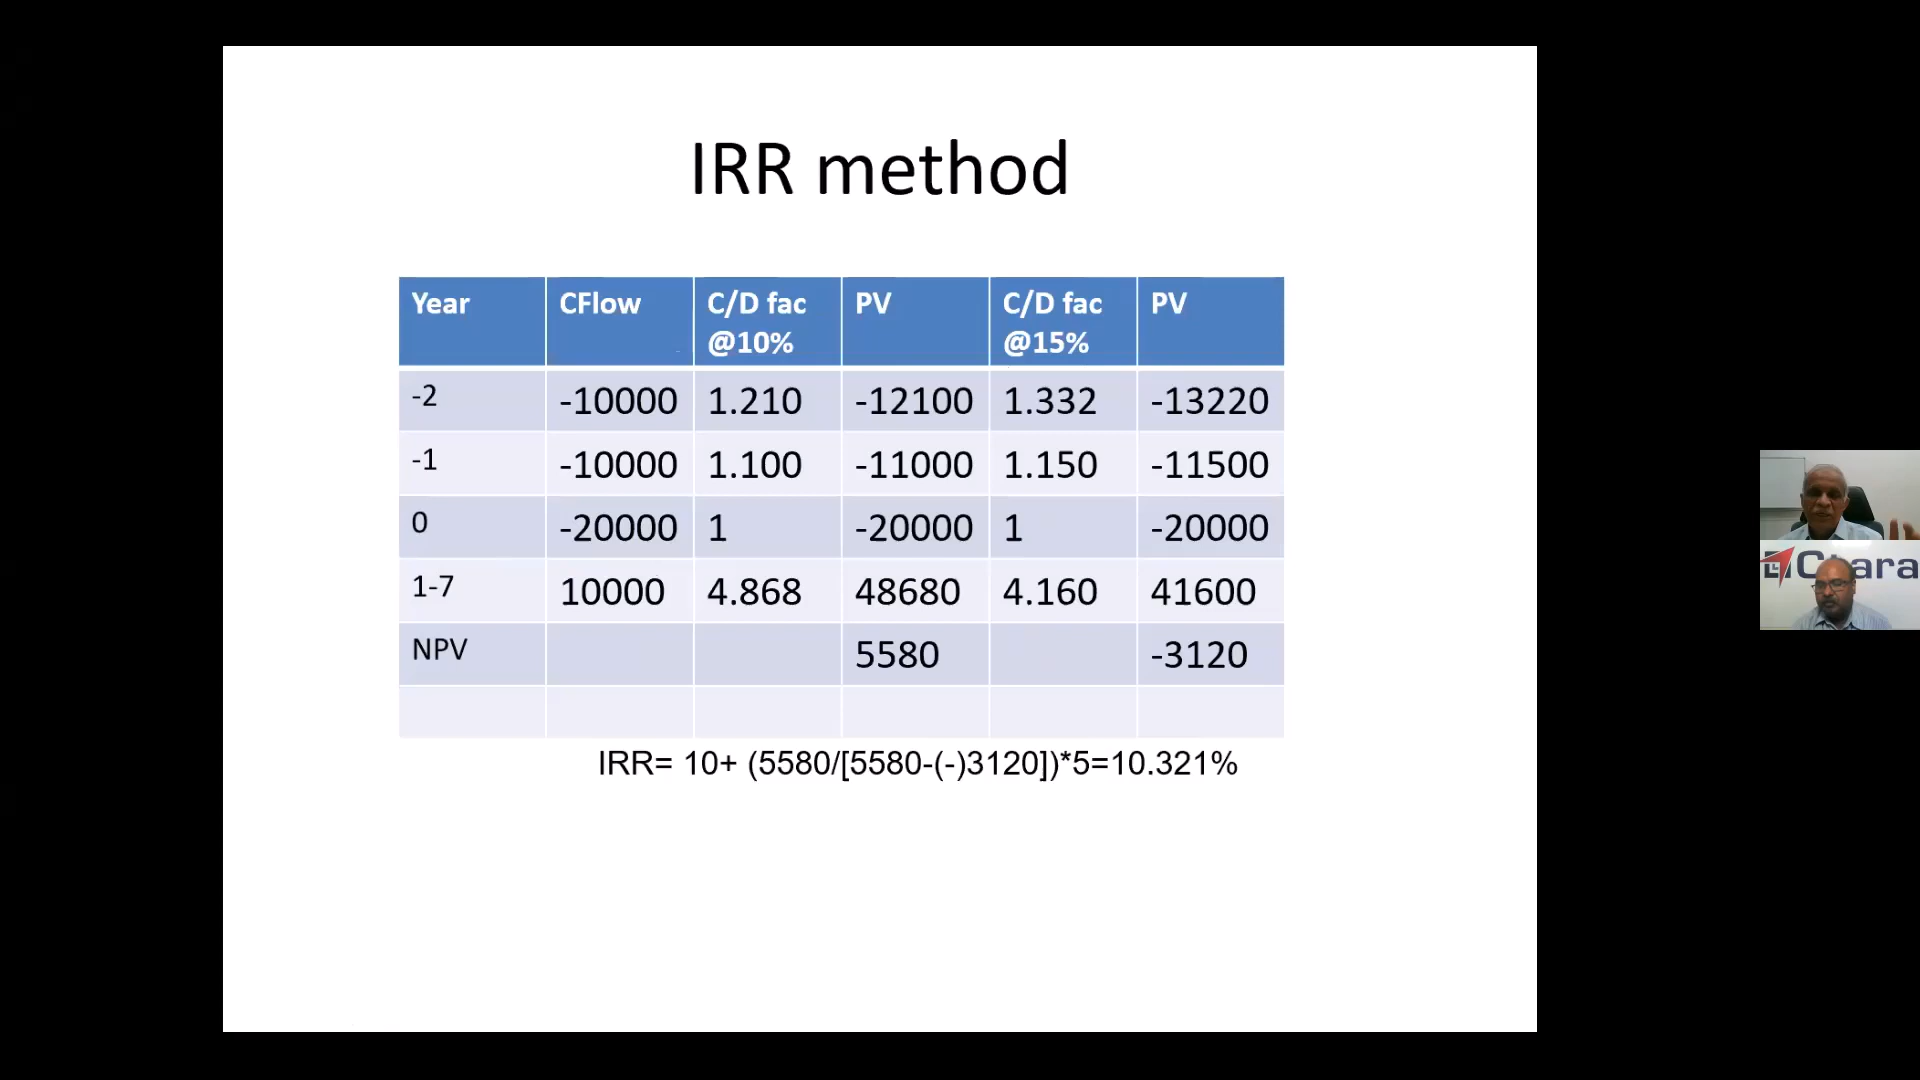 IRR method
Year CFlow C/D fac @10% PV C/D fac @15% PV
-2 -10000 1.210 -12100 1.332 -13220
-1 -10000 1.100 -11000 1.150 -11500
0 -20000 1 -20000 1 -20000
1-7 10000 4.868 48680 4.160 41600
NPV 5580 -3120
IRR= 10+ (5580/[5580-(-)3120])*5=10.321%